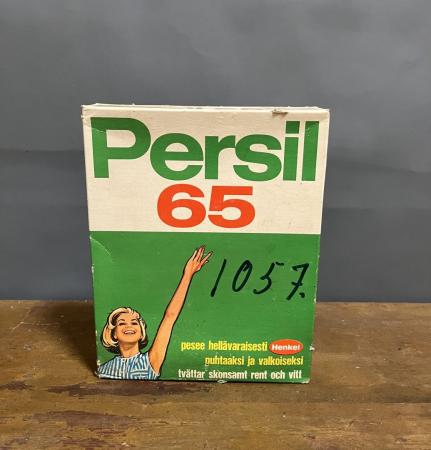 Persil
65
1057.
pesee hellävaraisesti Henkel
puhtaaksi ja valkoiseksi
tvättar skonsamt rent och vitt